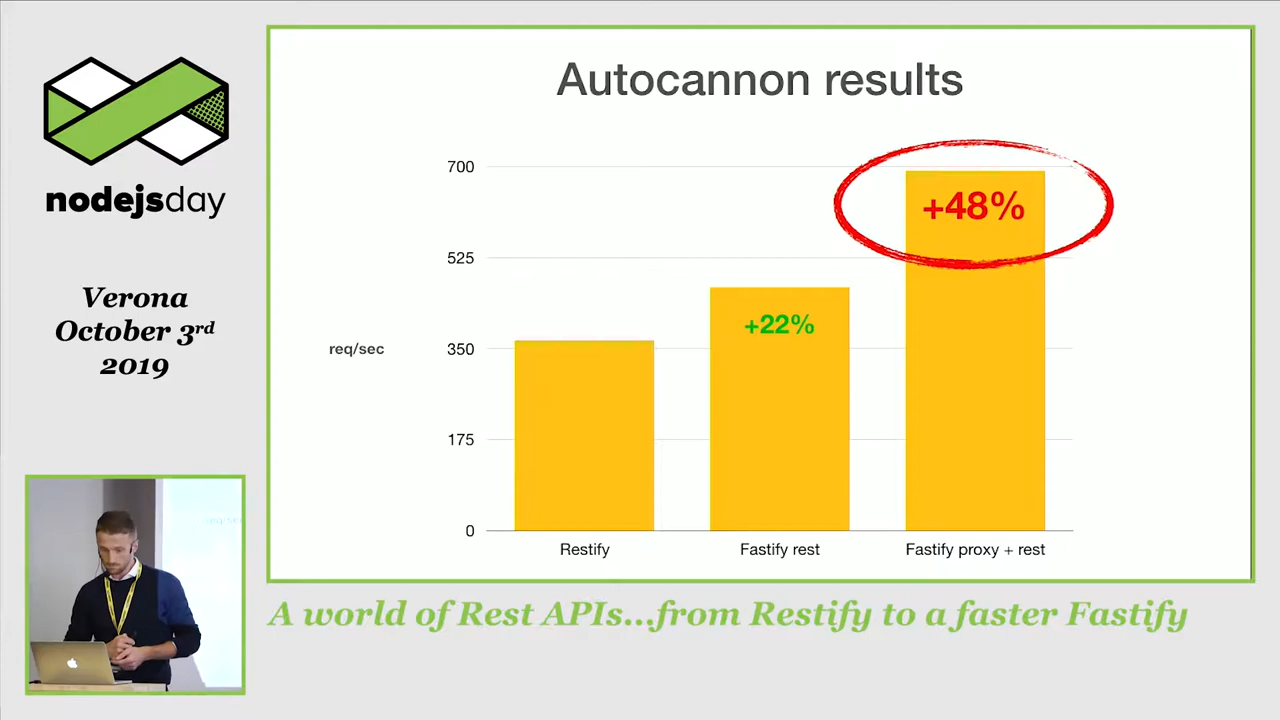 nodejsday
Verona
October 3rd
2019
Autocannon results
700
525
350
175
0
req/sec
+22%
+48%
Restify
Fastify rest
Fastify proxy + rest
A world of Rest APIs...from Restify to a faster Fastify